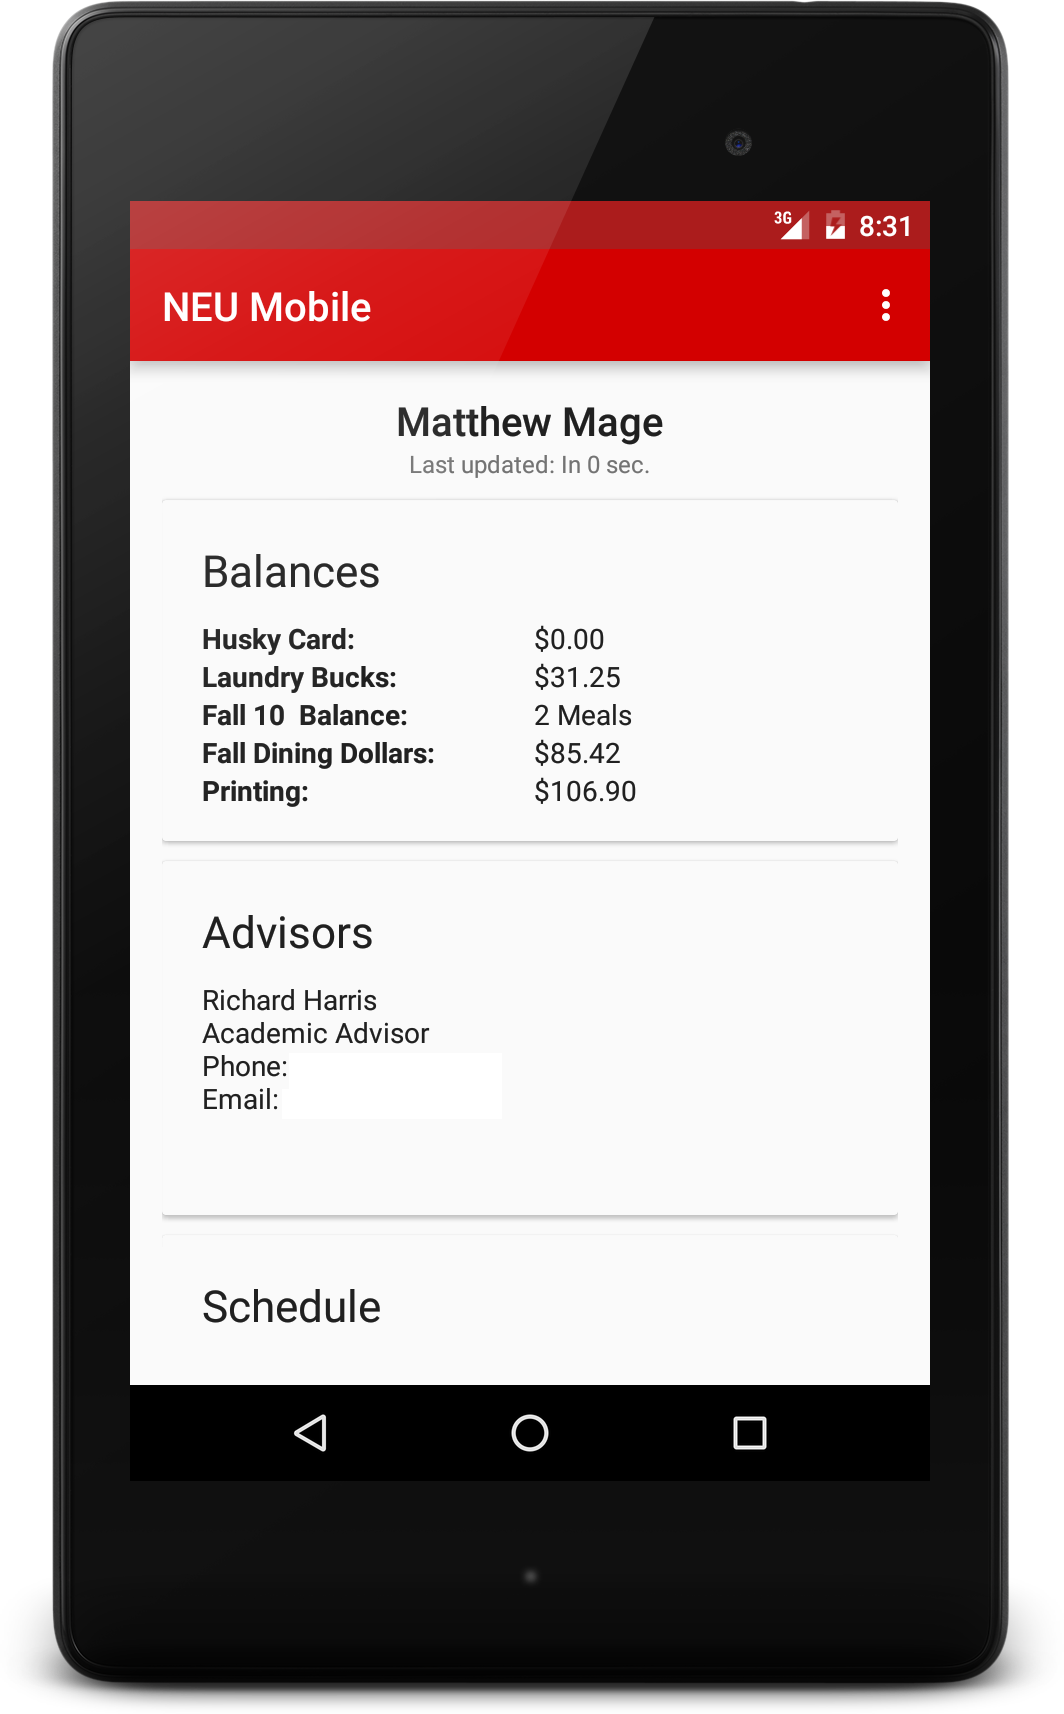 3G 8:31
NEU Mobile
Matthew Mage
Last updated: In 0 sec.
Balances
Husky Card: $0.00
Laundry Bucks: $31.25
Fall 10  Balance: 2 Meals
Fall Dining Dollars: $85.42
Printing: $106.90
Advisors
Richard Harris
Academic Advisor
Phone:
Email:
Schedule